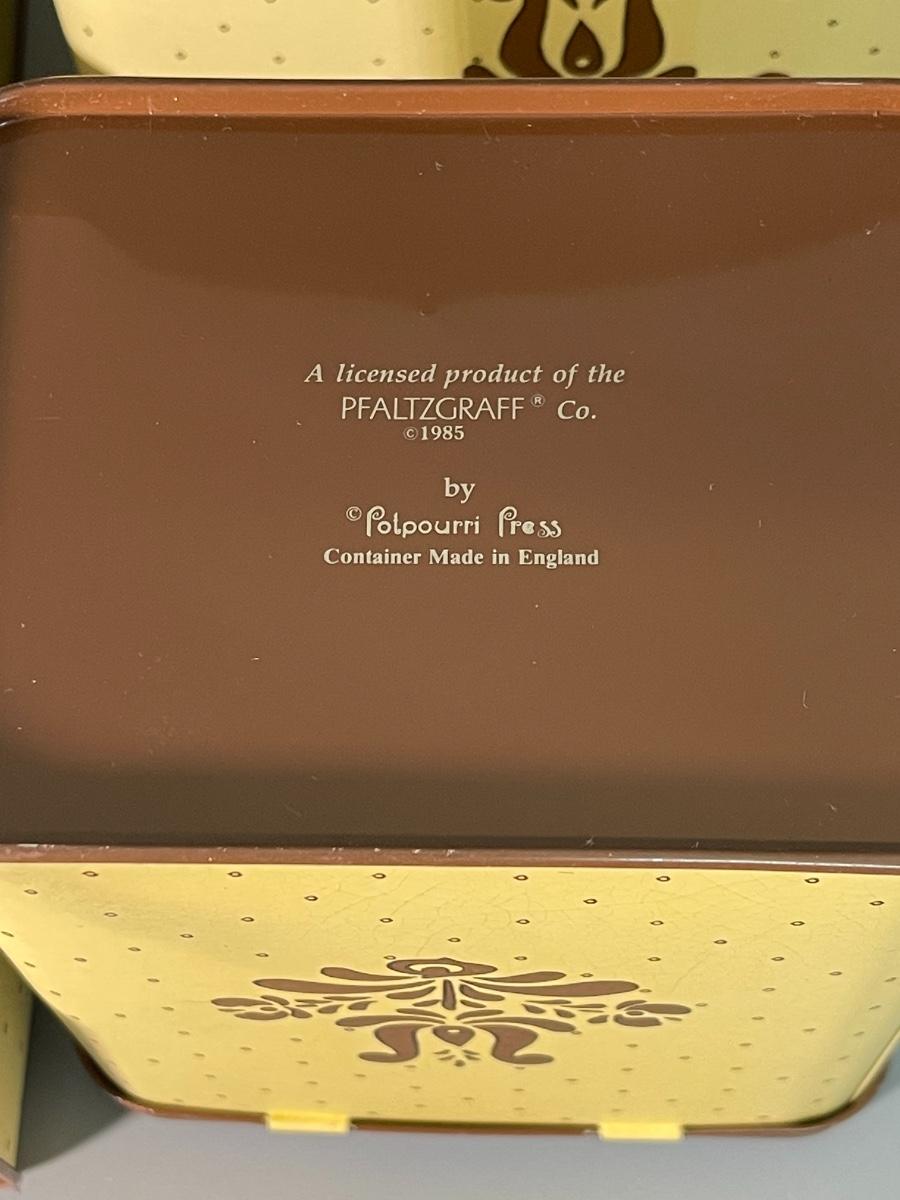 A licensed product of the
PFALTZGRAFF® Co.
©1985
by
©Potpourri Press
Container Made in England